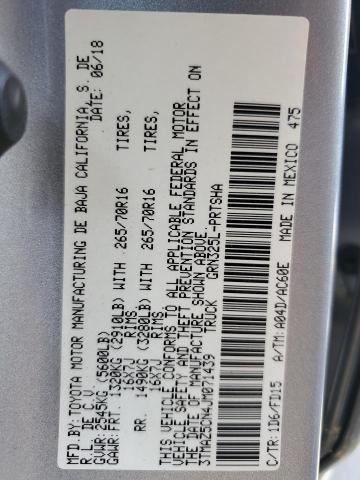 MFD. BY: TOYOTA MOTOR MANUFACTURING DE BAJA CALIFORNIA, S. DE
R.L. DE C.V. DATE: 06/18
GVWR: 2545KG (5600LB)
GAWR: FRT. 1320KG (2910LB) WITH 265/70R16 TIRES,
16X7J RIMS,
RR. 1490KG (3280LB) WITH 265/70R16 TIRES,
16X7J RIMS.
THIS VEHICLE CONFORMS TO ALL APPLICABLE FEDERAL MOTOR
VEHICLE SAFETY AND THEFT PREVENTION STANDARDS IN EFFECT ON
THE DATE OF MANUFACTURE SHOWN ABOVE.
3TMAZ5CN4JM071439 TRUCK GRN325L-PRTSHA
C/TR: 1D6/FD15 A/TM: A04D/AC60E MADE IN MEXICO 475